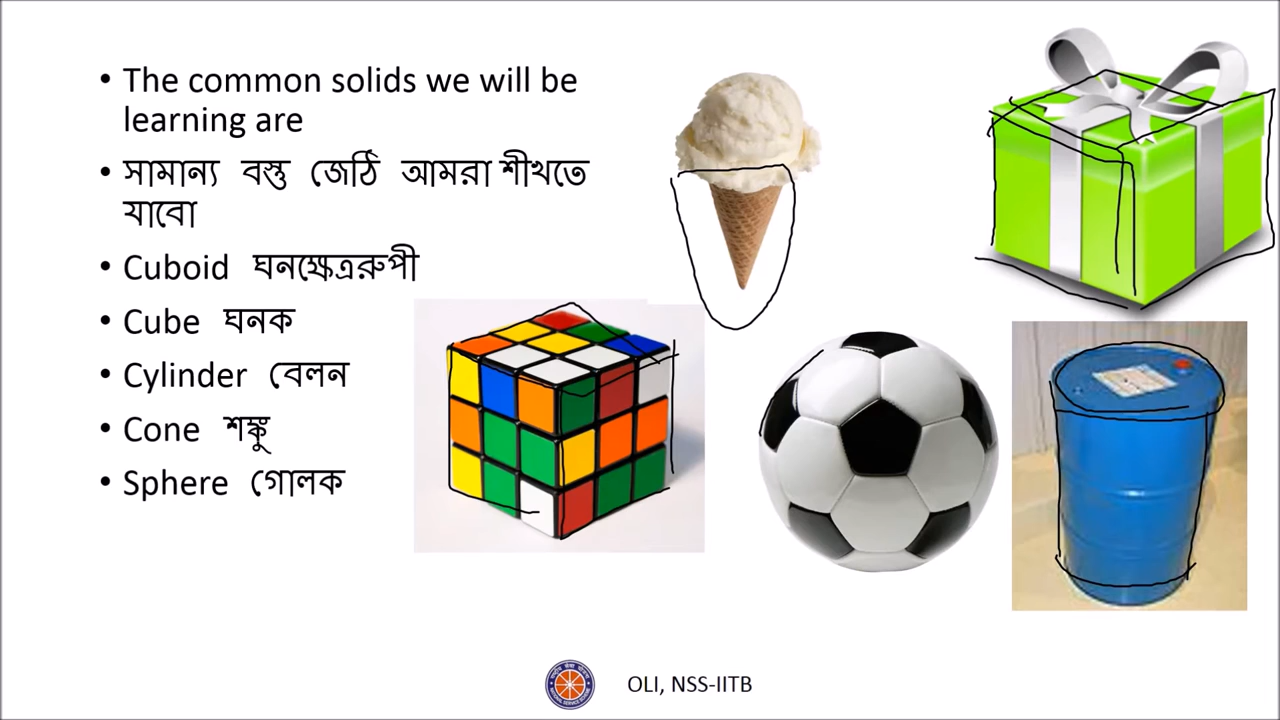 • The common solids we will be
learning are
• সামান্য বস্তু জেঠি আমরা শীখতে
যাবো
• Cuboid ঘনক্ষেত্ররুপী
• Cube ঘনক
• Cylinder বেলন
• Cone শঙ্কু
• Sphere গোলক
OLI, NSS-IITB